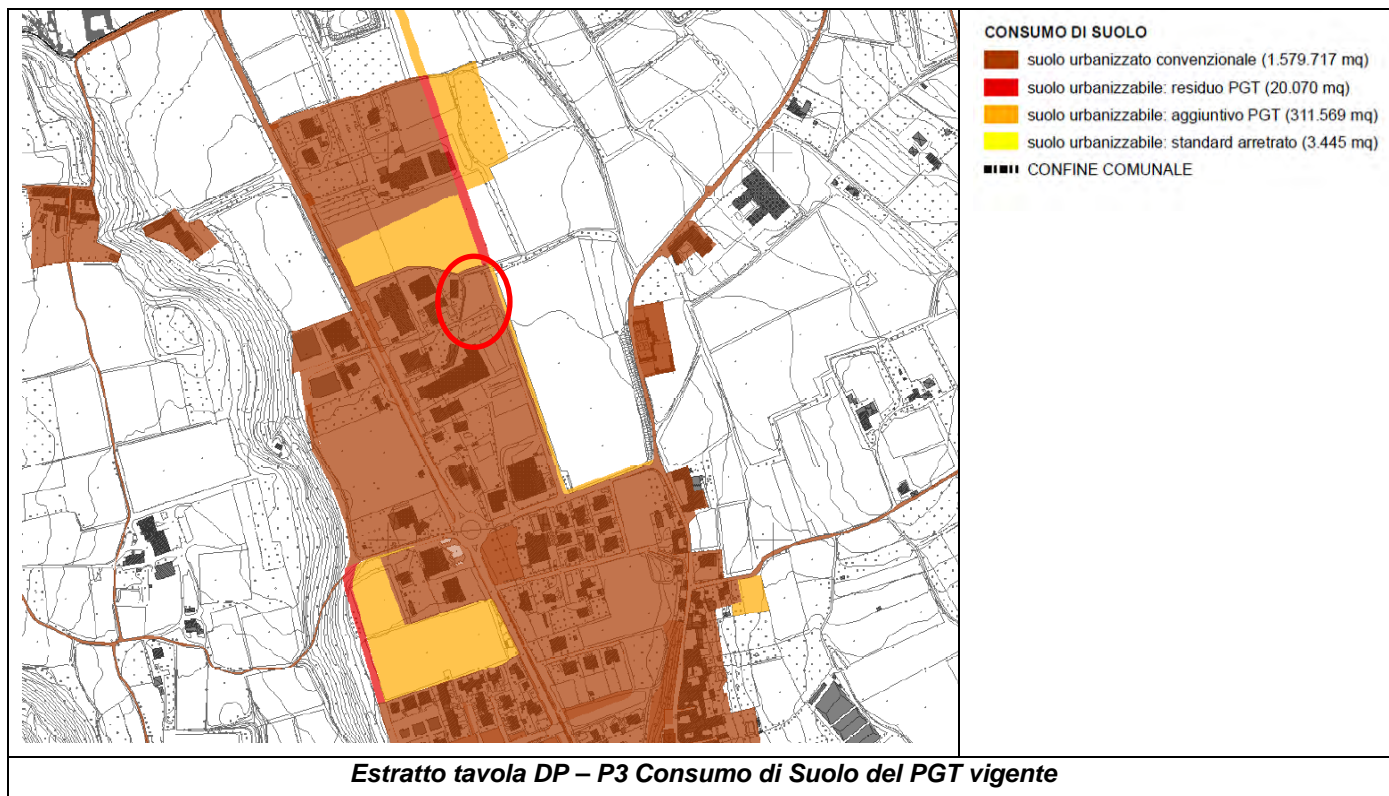 CONSUMO DI SUOLO
suolo urbanizzato convenzionale (1.579.717 mq)
suolo urbanizzabile: residuo PGT (20.070 mq)
suolo urbanizzabile: aggiuntivo PGT (311.569 mq)
suolo urbanizzabile: standard arretrato (3.445 mq)
CONFINE COMUNALE
Estratto tavola DP – P3 Consumo di Suolo del PGT vigente